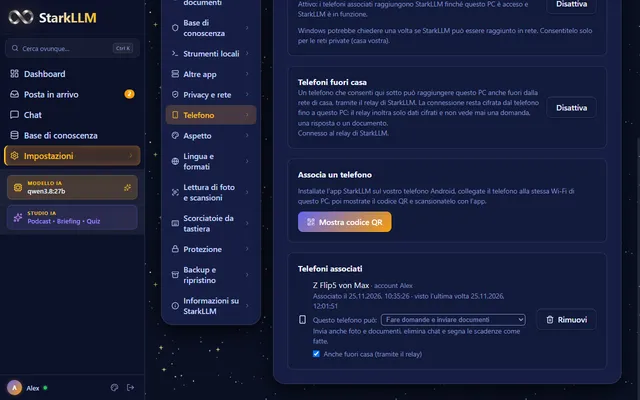 StarkLLM
Cerca ovunque...
Ctrl K
Dashboard
Posta in arrivo
2
Chat
Base di conoscenza
Impostazioni
MODELLO IA
qwen3.8:27b
STUDIO IA
Podcast • Briefing • Quiz
A
Alex
documenti
Base di
conoscenza
Strumenti locali
Altre app
Privacy e rete
Telefono
Aspetto
Lingua e
formati
Lettura di foto
e scansioni
Scorciatoie da
tastiera
Protezione
Backup e
ripristino
Informazioni su
StarkLLM
Attivo: i telefoni associati raggiungono StarkLLM finché questo PC è acceso e
StarkLLM è in funzione.
Disattiva
Windows potrebbe chiedere una volta se StarkLLM può essere raggiunto in rete. Consentitelo solo
per le reti private (casa vostra).
Telefoni fuori casa
Un telefono che consenti qui sotto può raggiungere questo PC anche fuori dalla
rete di casa, tramite il relay di StarkLLM. La connessione resta cifrata dal telefono
fino a questo PC: il relay inoltra solo dati cifrati e non vede mai una domanda,
una risposta o un documento.
Connesso al relay di StarkLLM.
Disattiva
Associa un telefono
Installate l'app StarkLLM sul vostro telefono Android, collegate il telefono alla stessa Wi-Fi di
questo PC, poi mostrate il codice QR e scansionatelo con l'app.
Mostra codice QR
Telefoni associati
Z Flip5 von Max · account Alex
Associato il 25.11.2026, 10:35:26 · visto l'ultima volta 25.11.2026,
12:01:51
Questo telefono può:
Fare domande e inviare documenti
Invia anche foto e documenti, elimina chat e segna le scadenze come
fatte.
Anche fuori casa (tramite il relay)
Rimuovi